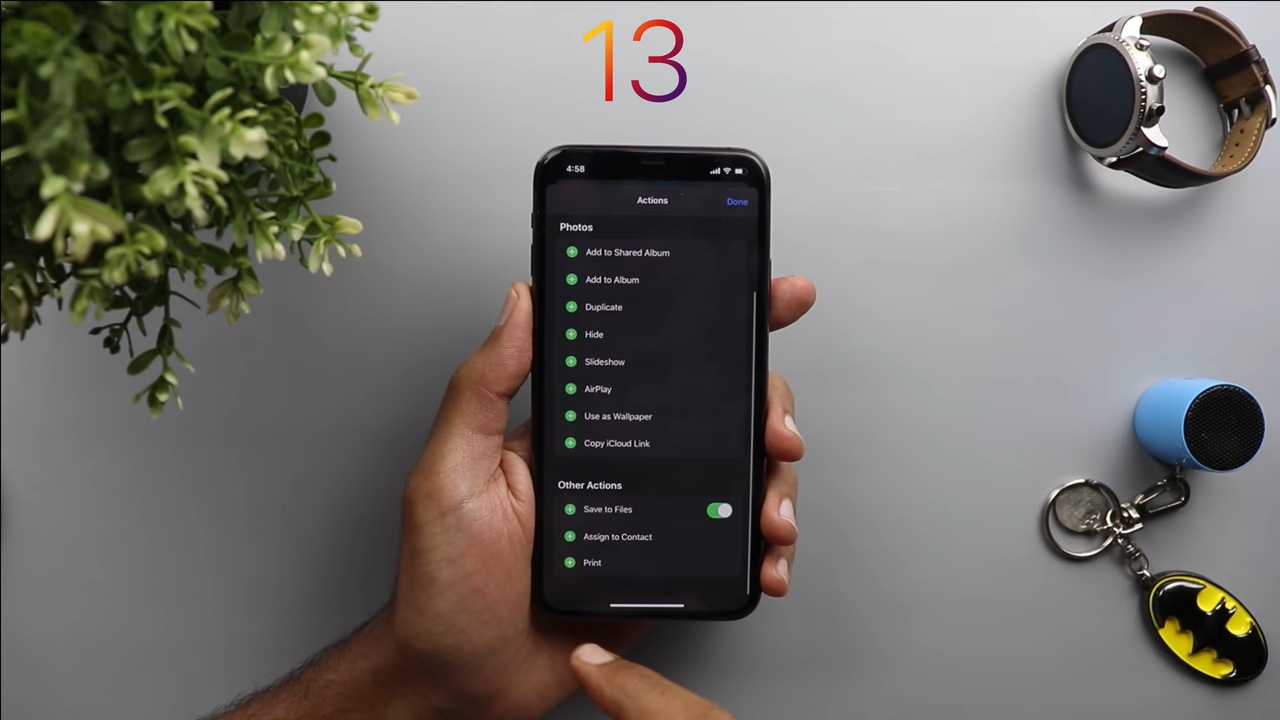 13
4:58
Actions
Done
Photos
Add to Shared Album
Add to Album
Duplicate
Hide
Slideshow
AirPlay
Use as Wallpaper
Copy iCloud Link
Other Actions
Save to Files
Assign to Contact
Print